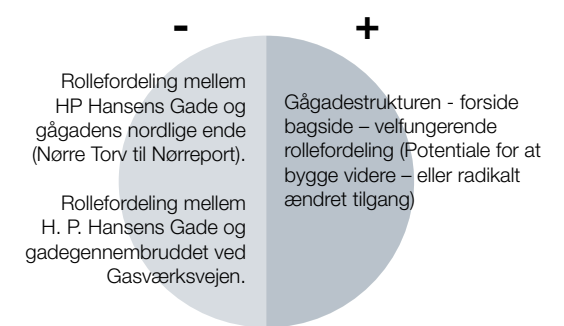 -
+
Rollefordeling mellem
HP Hansens Gade og
gågadens nordlige ende
(Nørre Torv til Nørreport).
Rollefordeling mellem
H. P. Hansens Gade og
gadegennembruddet ved
Gasværksvejen.
Gågadestrukturen - forside
bagside – velfungerende
rollefordeling (Potentiale for at
bygge videre – eller radikalt
ændret tilgang)